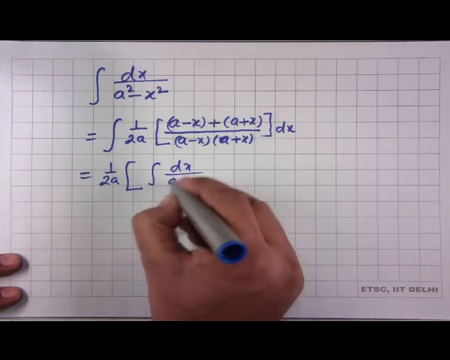 ∫ dx / a² - x²
= ∫ 1/2a [ (a-x) + (a+x) / (a-x) (a+x) ] dx
= 1/2a [ ∫ dx
ETSC, IIT DELHI